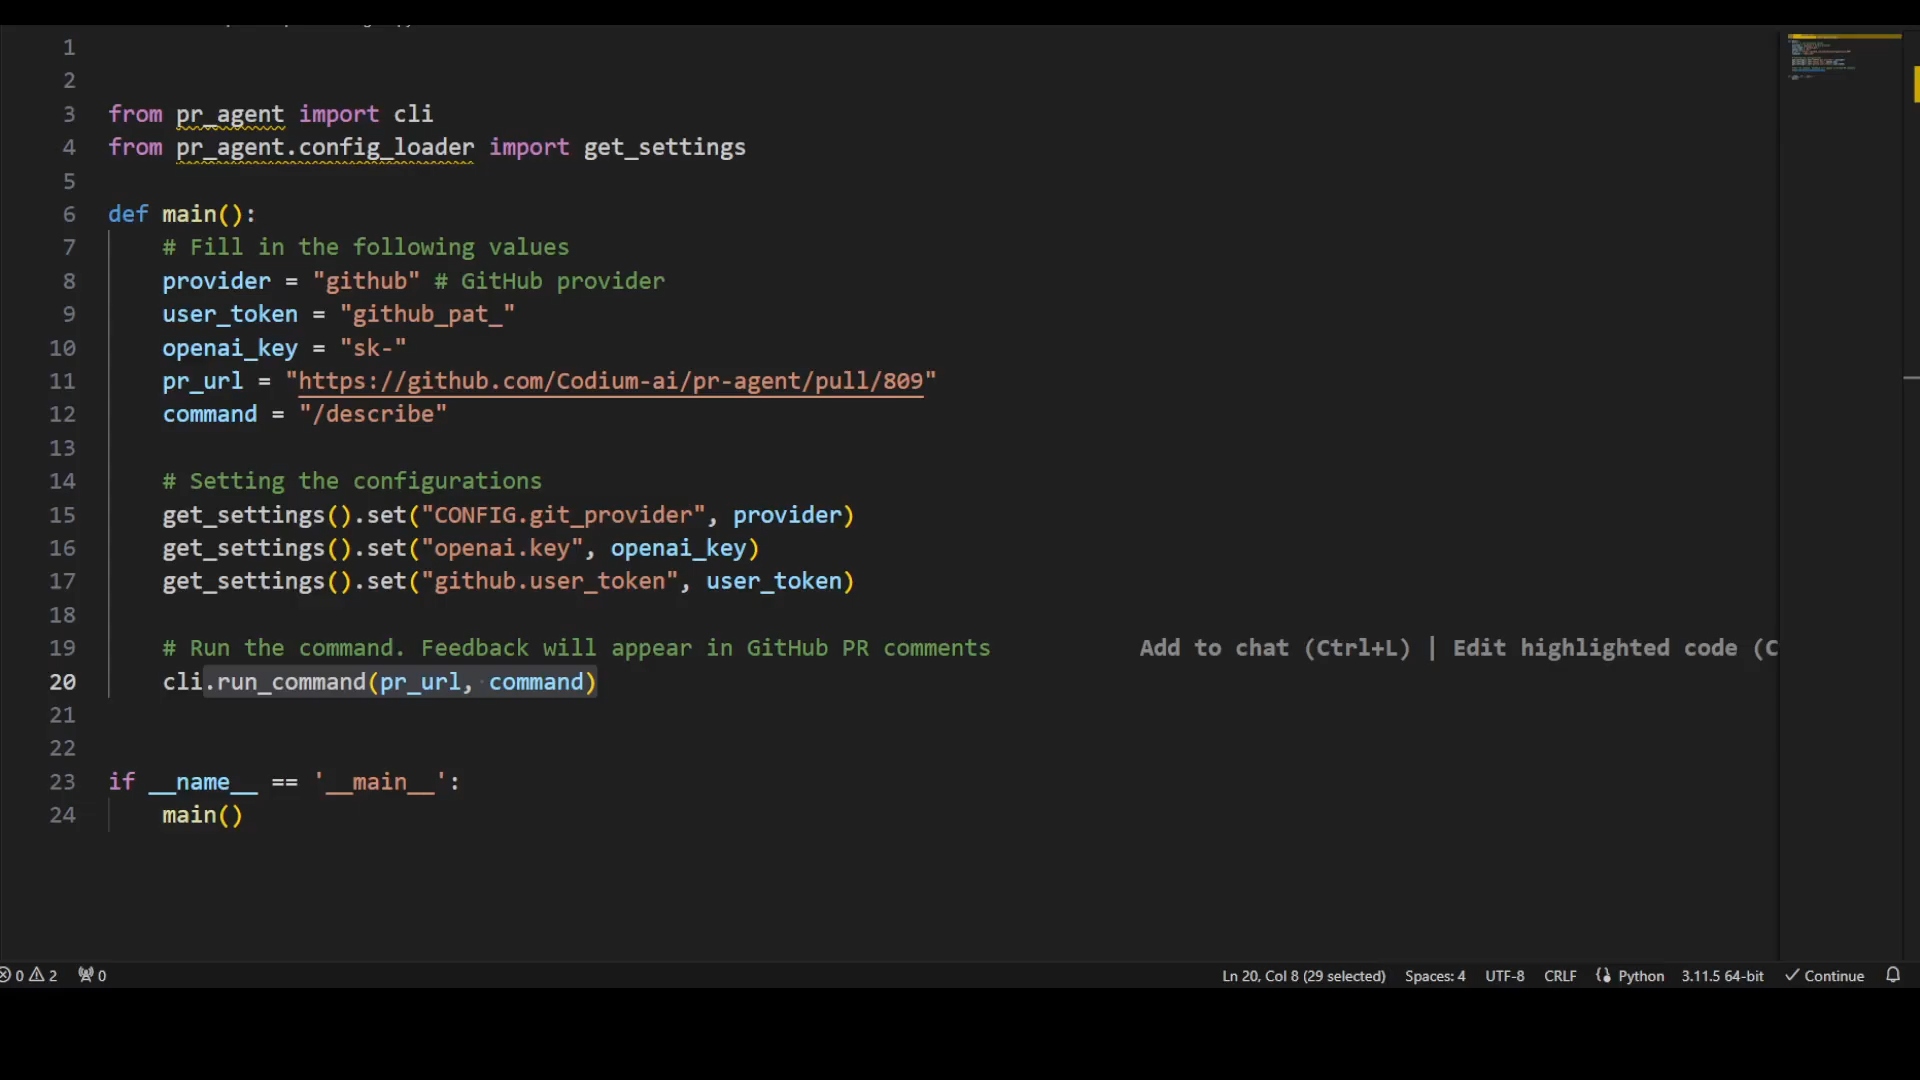 1
2
3 from pr_agent import cli
4 from pr_agent.config_loader import get_settings
5
6 def main():
7     # Fill in the following values
8     provider = "github" # GitHub provider
9     user_token = "github_pat_"
10     openai_key = "sk-"
11     pr_url = "https://github.com/Codium-ai/pr-agent/pull/809"
12     command = "/describe"
13
14     # Setting the configurations
15     get_settings().set("CONFIG.git_provider", provider)
16     get_settings().set("openai.key", openai_key)
17     get_settings().set("github.user_token", user_token)
18
19     # Run the command. Feedback will appear in GitHub PR comments Add to chat (Ctrl+L) | Edit highlighted code (C
20     cli.run_command(pr_url, command)
21
22
23 if __name__ == '__main__':
24     main()
0 2 0 Ln 20, Col 8 (29 selected) Spaces: 4 UTF-8 CRLF Python 3.11.5 64-bit Continue